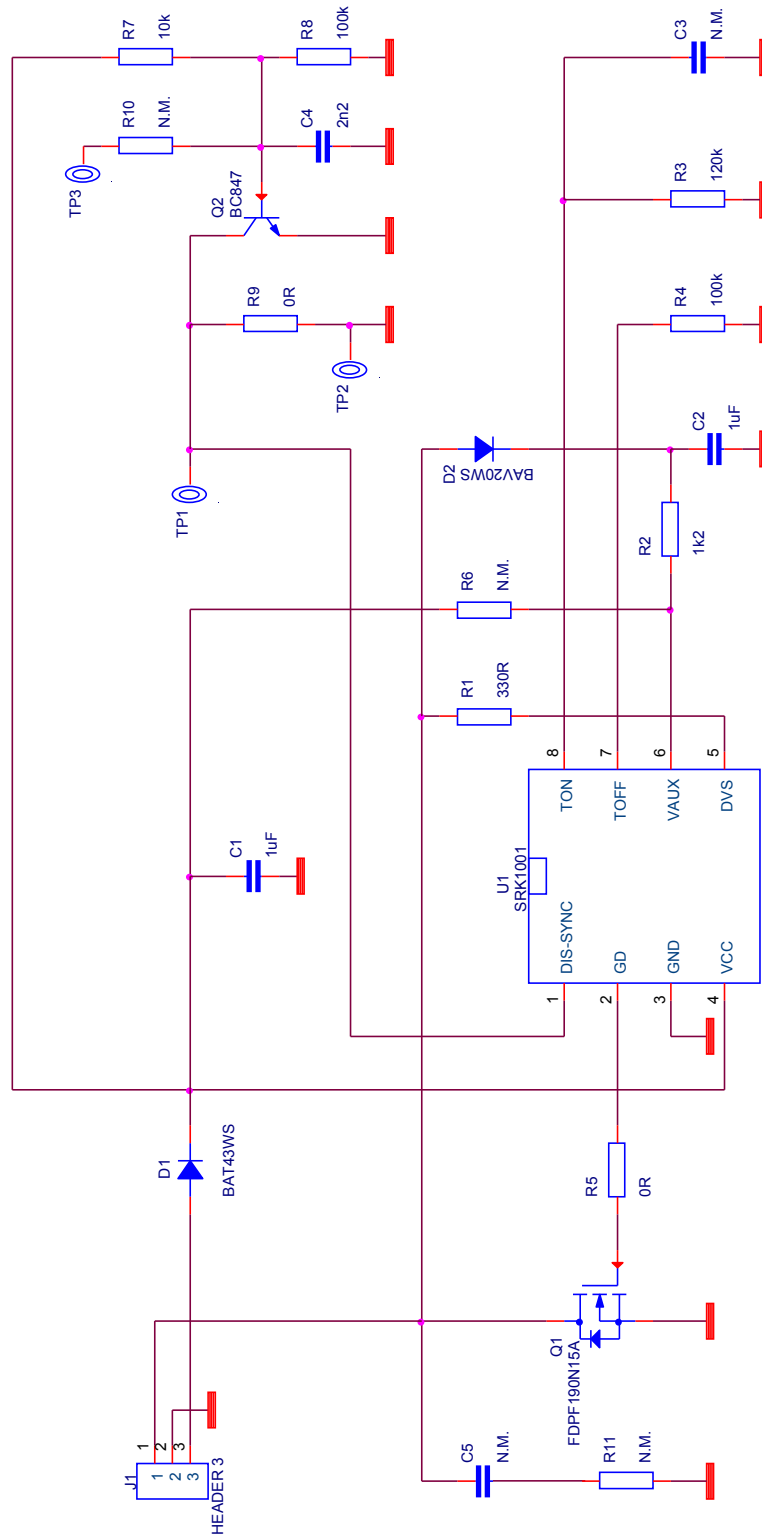 R7
10k
R8
100k
R10
N.M.
C4
2n2
TP3
Q2
BC847
R9
0R
TP2
TP1
C3
N.M.
R3
120k
R4
100k
D2
BAV20WS
C2
1uF
R2
1k2
R6
N.M.
R1
330R
C1
1uF
U1
SRK1001
8
TON
7
TOFF
6
VAUX
5
DVS
1
DIS-SYNC
2
GD
3
GND
4
VCC
D1
BAT43WS
R5
0R
Q1
FDPF190N15A
J1
HEADER 3
1
1
2
2
3
3
C5
N.M.
R11
N.M.